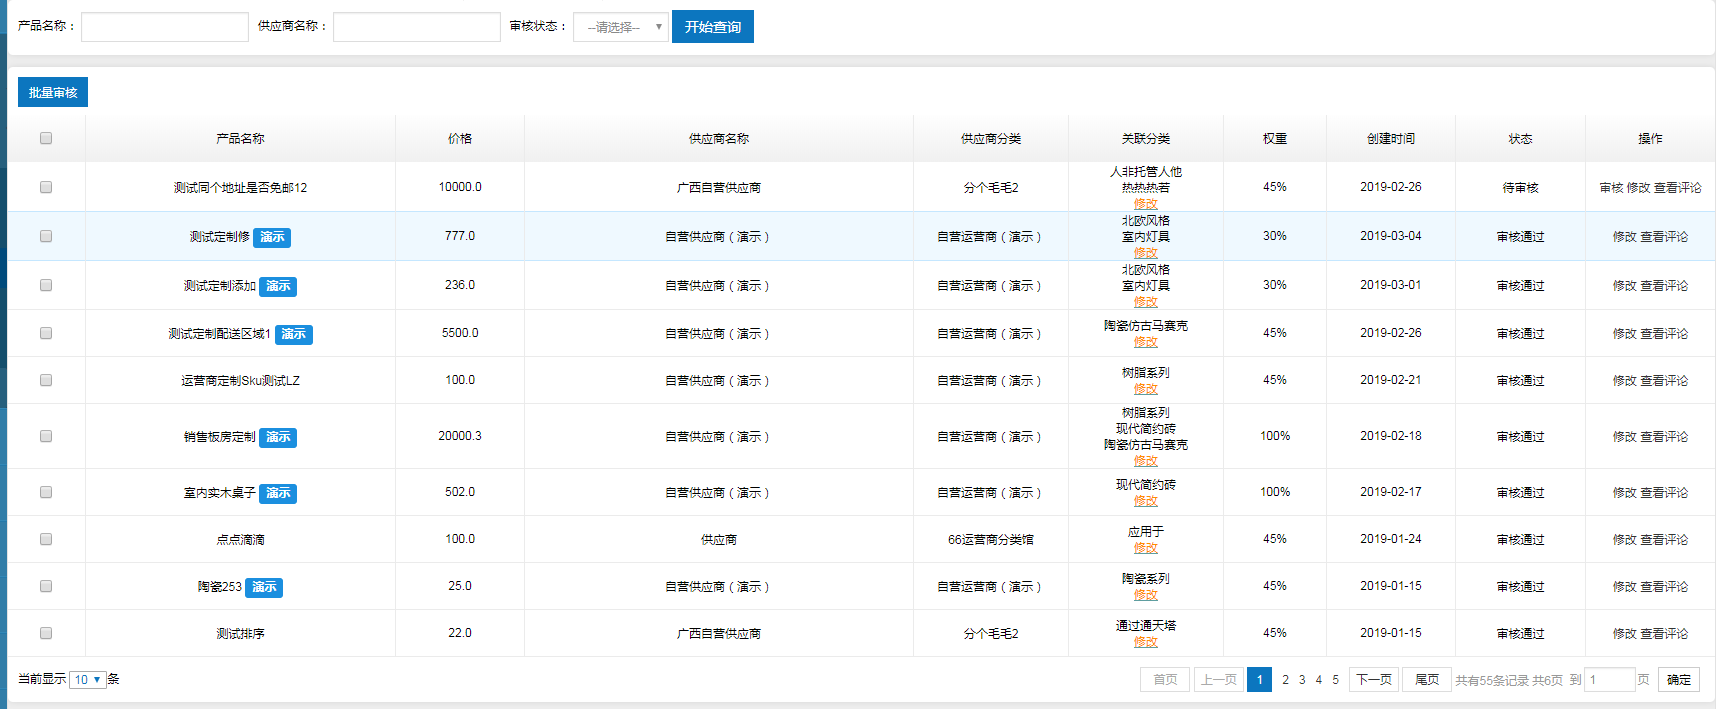 产品名称： 供应商名称： 审核状态： --请选择-- 开始查询
批量审核
产品名称 价格 供应商名称 供应商分类 关联分类 权重 创建时间 状态 操作
测试同个地址是否免邮12 10000.0 广西自营供应商 分个毛毛2 人非托管人他 45% 2019-02-26 待审核 审核 修改 查看评论
热热热若
修改
测试定制修 演示 777.0 自营供应商（演示） 自营运营商（演示） 北欧风格 30% 2019-03-04 审核通过 修改 查看评论
室内灯具
修改
测试定制添加 演示 236.0 自营供应商（演示） 自营运营商（演示） 北欧风格 30% 2019-03-01 审核通过 修改 查看评论
室内灯具
修改
测试定制配送区域1 演示 5500.0 自营供应商（演示） 自营运营商（演示） 陶瓷仿古马赛克 45% 2019-02-26 审核通过 修改 查看评论
修改
运营商定制Sku测试LZ 100.0 自营供应商（演示） 自营运营商（演示） 树脂系列 45% 2019-02-21 审核通过 修改 查看评论
修改
销售板房定制 演示 20000.3 自营供应商（演示） 自营运营商（演示） 树脂系列 100% 2019-02-18 审核通过 修改 查看评论
现代简约砖
陶瓷仿古马赛克
修改
室内实木桌子 演示 502.0 自营供应商（演示） 自营运营商（演示） 现代简约砖 100% 2019-02-17 审核通过 修改 查看评论
修改
点点滴滴 100.0 供应商 66运营商分类馆 应用于 45% 2019-01-24 审核通过 修改 查看评论
修改
陶瓷253 演示 25.0 自营供应商（演示） 自营运营商（演示） 陶瓷系列 45% 2019-01-15 审核通过 修改 查看评论
修改
测试排序 22.0 广西自营供应商 分个毛毛2 通过通天塔 45% 2019-01-15 审核通过 修改 查看评论
修改
当前显示 10 条 首页 上一页 1 2 3 4 5 下一页 尾页 共有55条记录 共6页 到 1 页 确定